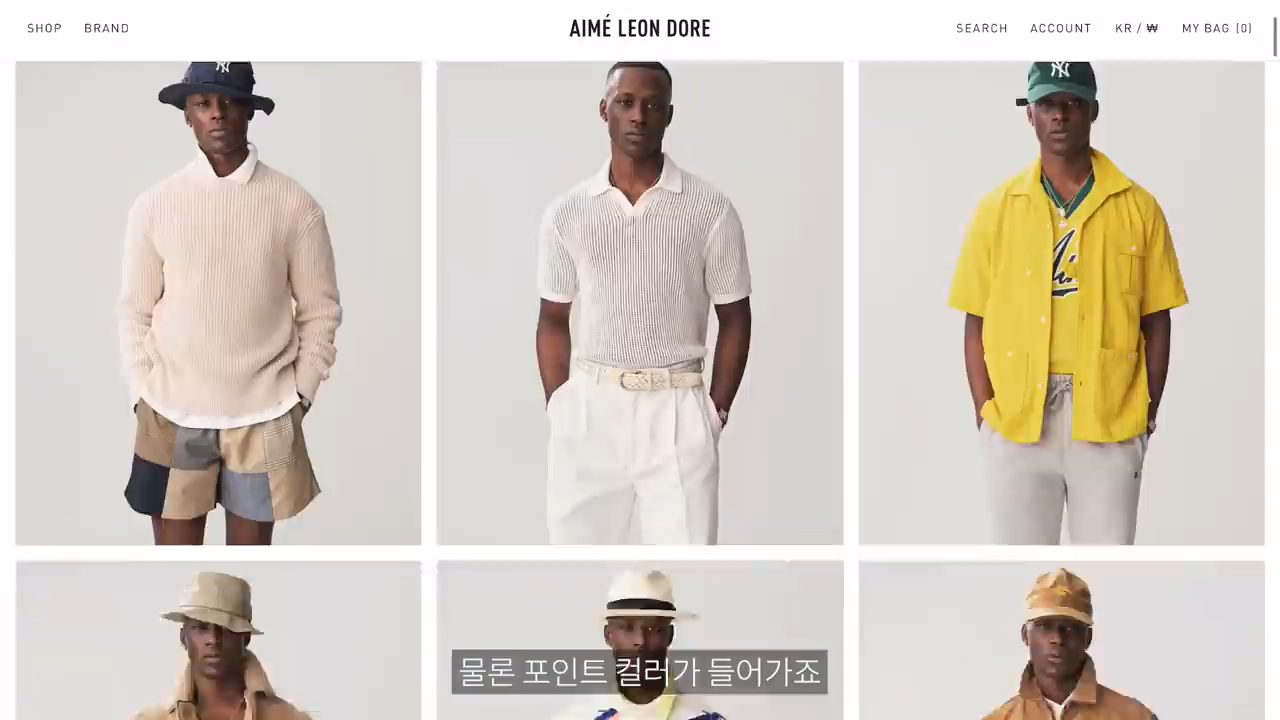 SHOP BRAND AIMÉ LEON DORE SEARCH ACCOUNT KR / ₩ MY BAG (0)
물론 포인트 컬러가 들어가죠